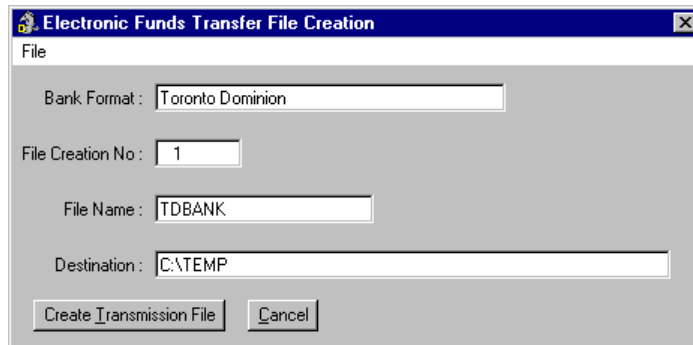 Electronic Funds Transfer File Creation
File
Bank Format : Toronto Dominion
File Creation No : 1
File Name : TDBANK
Destination : C:\TEMP
Create Transmission File Cancel